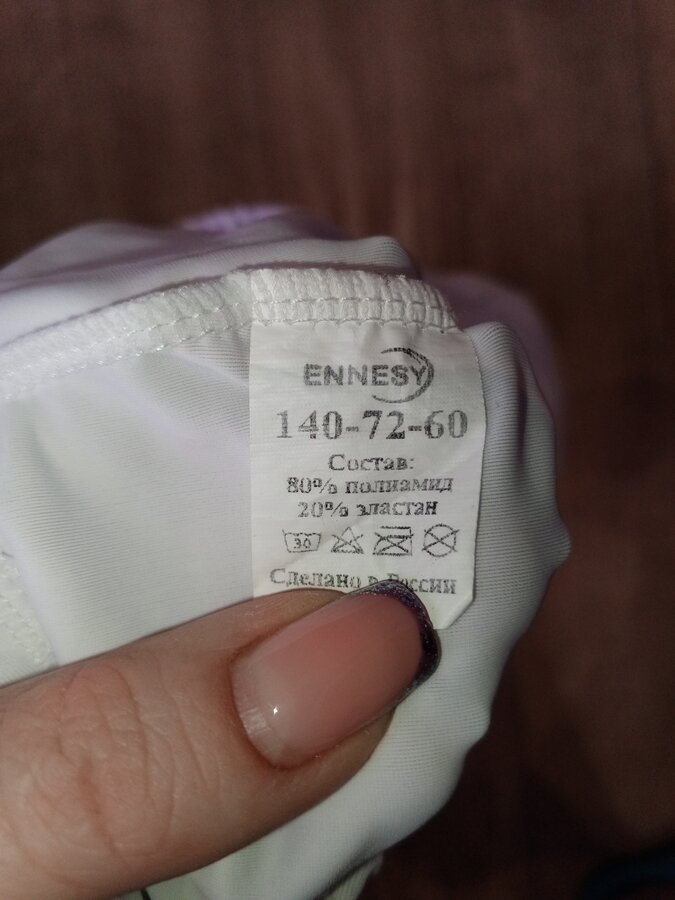 ENNESY
140-72-60
Состав:
80% полиамид
20% эластан
30
Сделано в России